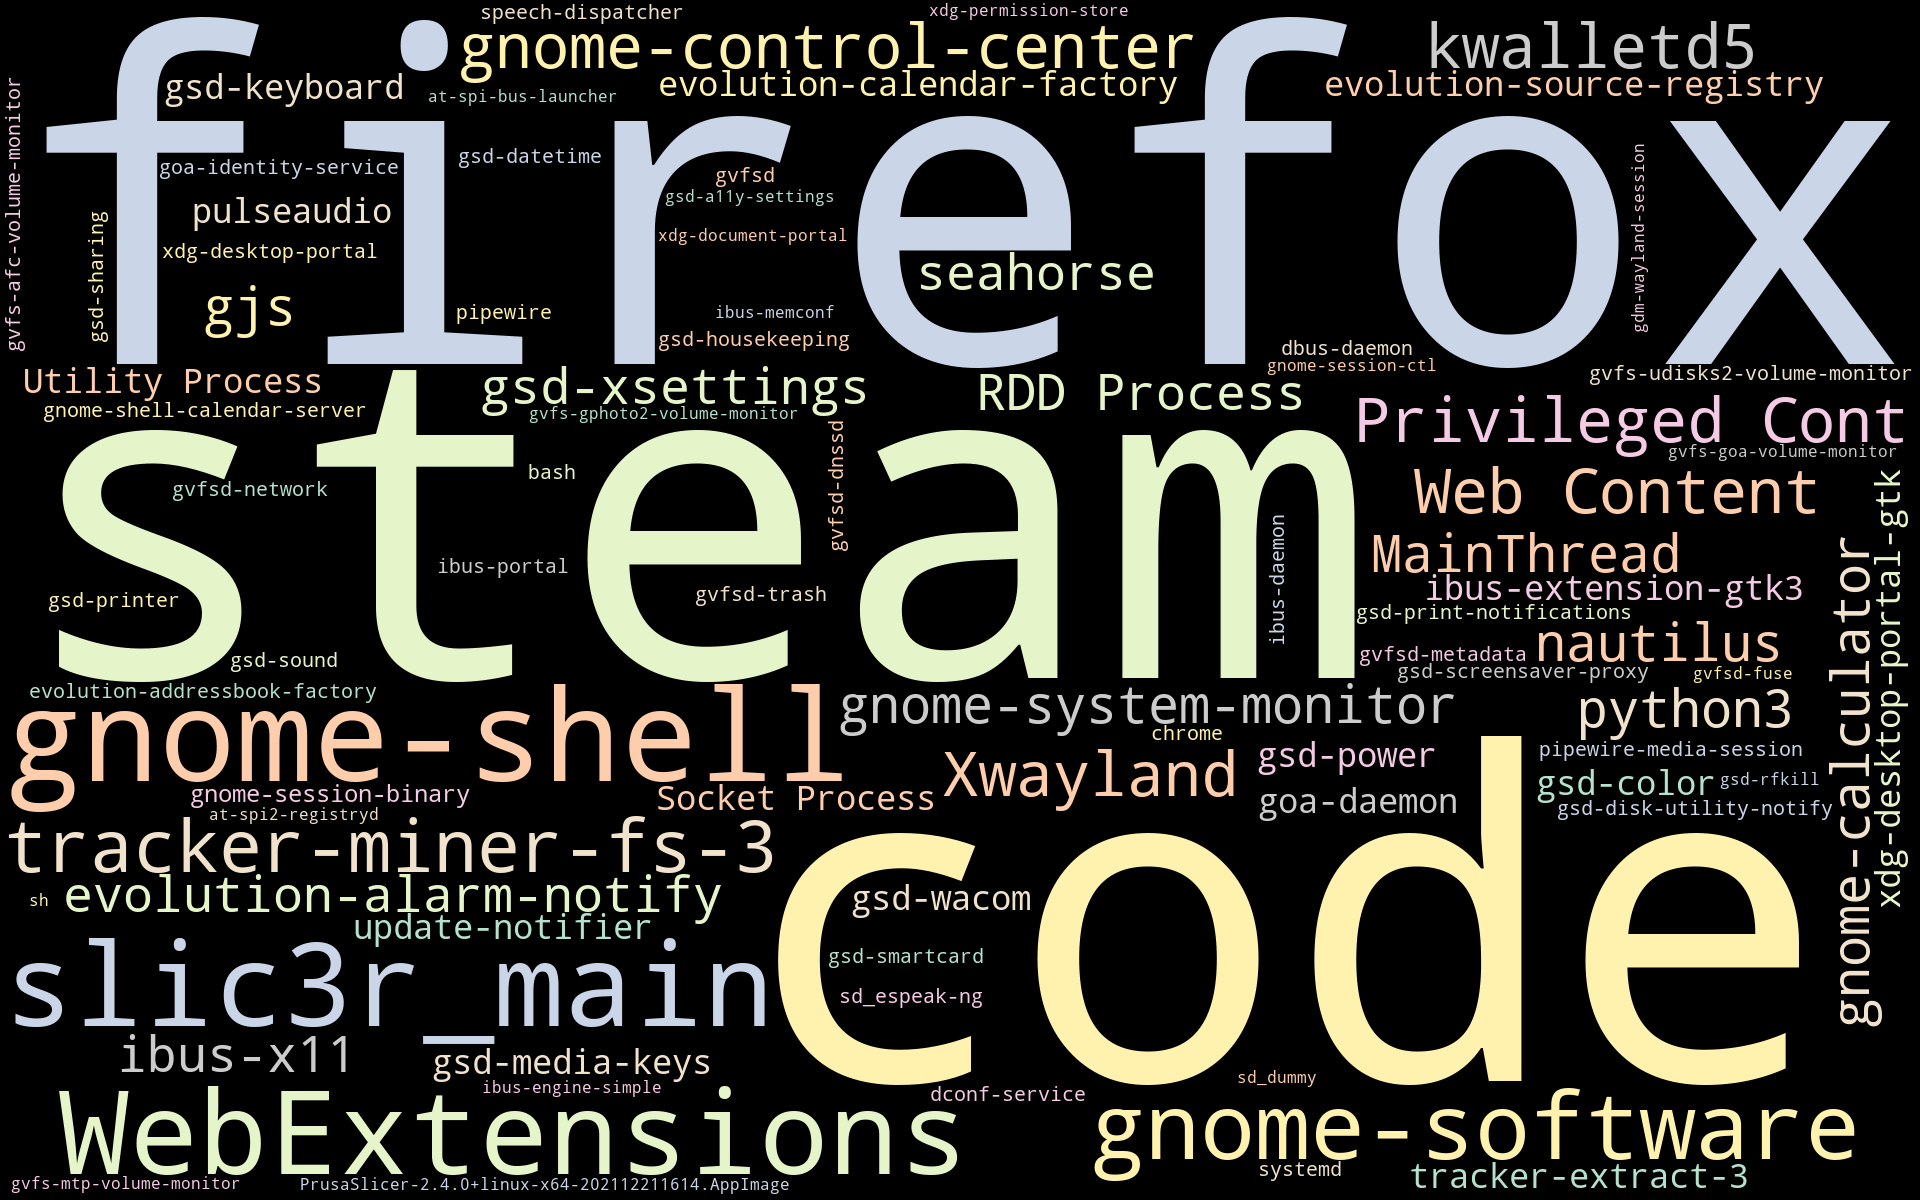 speech-dispatcher
xdg-permission-store
gnome-control-center
kwalletd5
firefox
gsd-keyboard
at-spi-bus-launcher
evolution-calendar-factory
evolution-source-registry
gvfs-afc-volume-monitor
goa-identity-service
gsd-datetime
gvfsd
gsd-a11y-settings
gdm-wayland-session
pulseaudio
gsd-sharing
xdg-desktop-portal
xdg-document-portal
seahorse
gjs
pipewire
ibus-memconf
gsd-housekeeping
dbus-daemon
gnome-session-ctl
gvfs-udisks2-volume-monitor
Utility Process
gsd-xsettings
RDD Process
gnome-shell-calendar-server
gvfs-gphoto2-volume-monitor
Privileged Cont
gvfs-goa-volume-monitor
steam
gvfsd-network
bash
gvfsd-dnssd
Web Content
xdg-desktop-portal-gtk
MainThread
ibus-portal
ibus-daemon
ibus-extension-gtk3
gsd-printer
gvfsd-trash
gsd-print-notifications
gnome-calculator
nautilus
gsd-sound
gvfsd-metadata
gsd-screensaver-proxy
gvfsd-fuse
evolution-addressbook-factory
gnome-shell
gnome-system-monitor
python3
chrome
Xwayland
gsd-power
pipewire-media-session
gsd-color
gsd-rfkill
gnome-session-binary
Socket Process
goa-daemon
gsd-disk-utility-notify
at-spi2-registryd
tracker-miner-fs-3
code
sh
evolution-alarm-notify
gsd-wacom
update-notifier
gsd-smartcard
slic3r_main
sd_espeak-ng
ibus-x11
gsd-media-keys
ibus-engine-simple
dconf-service
sd_dummy
WebExtensions
gnome-software
systemd
tracker-extract-3
gvfs-mtp-volume-monitor
PrusaSlicer-2.4.0+linux-x64-202112211614.AppImage